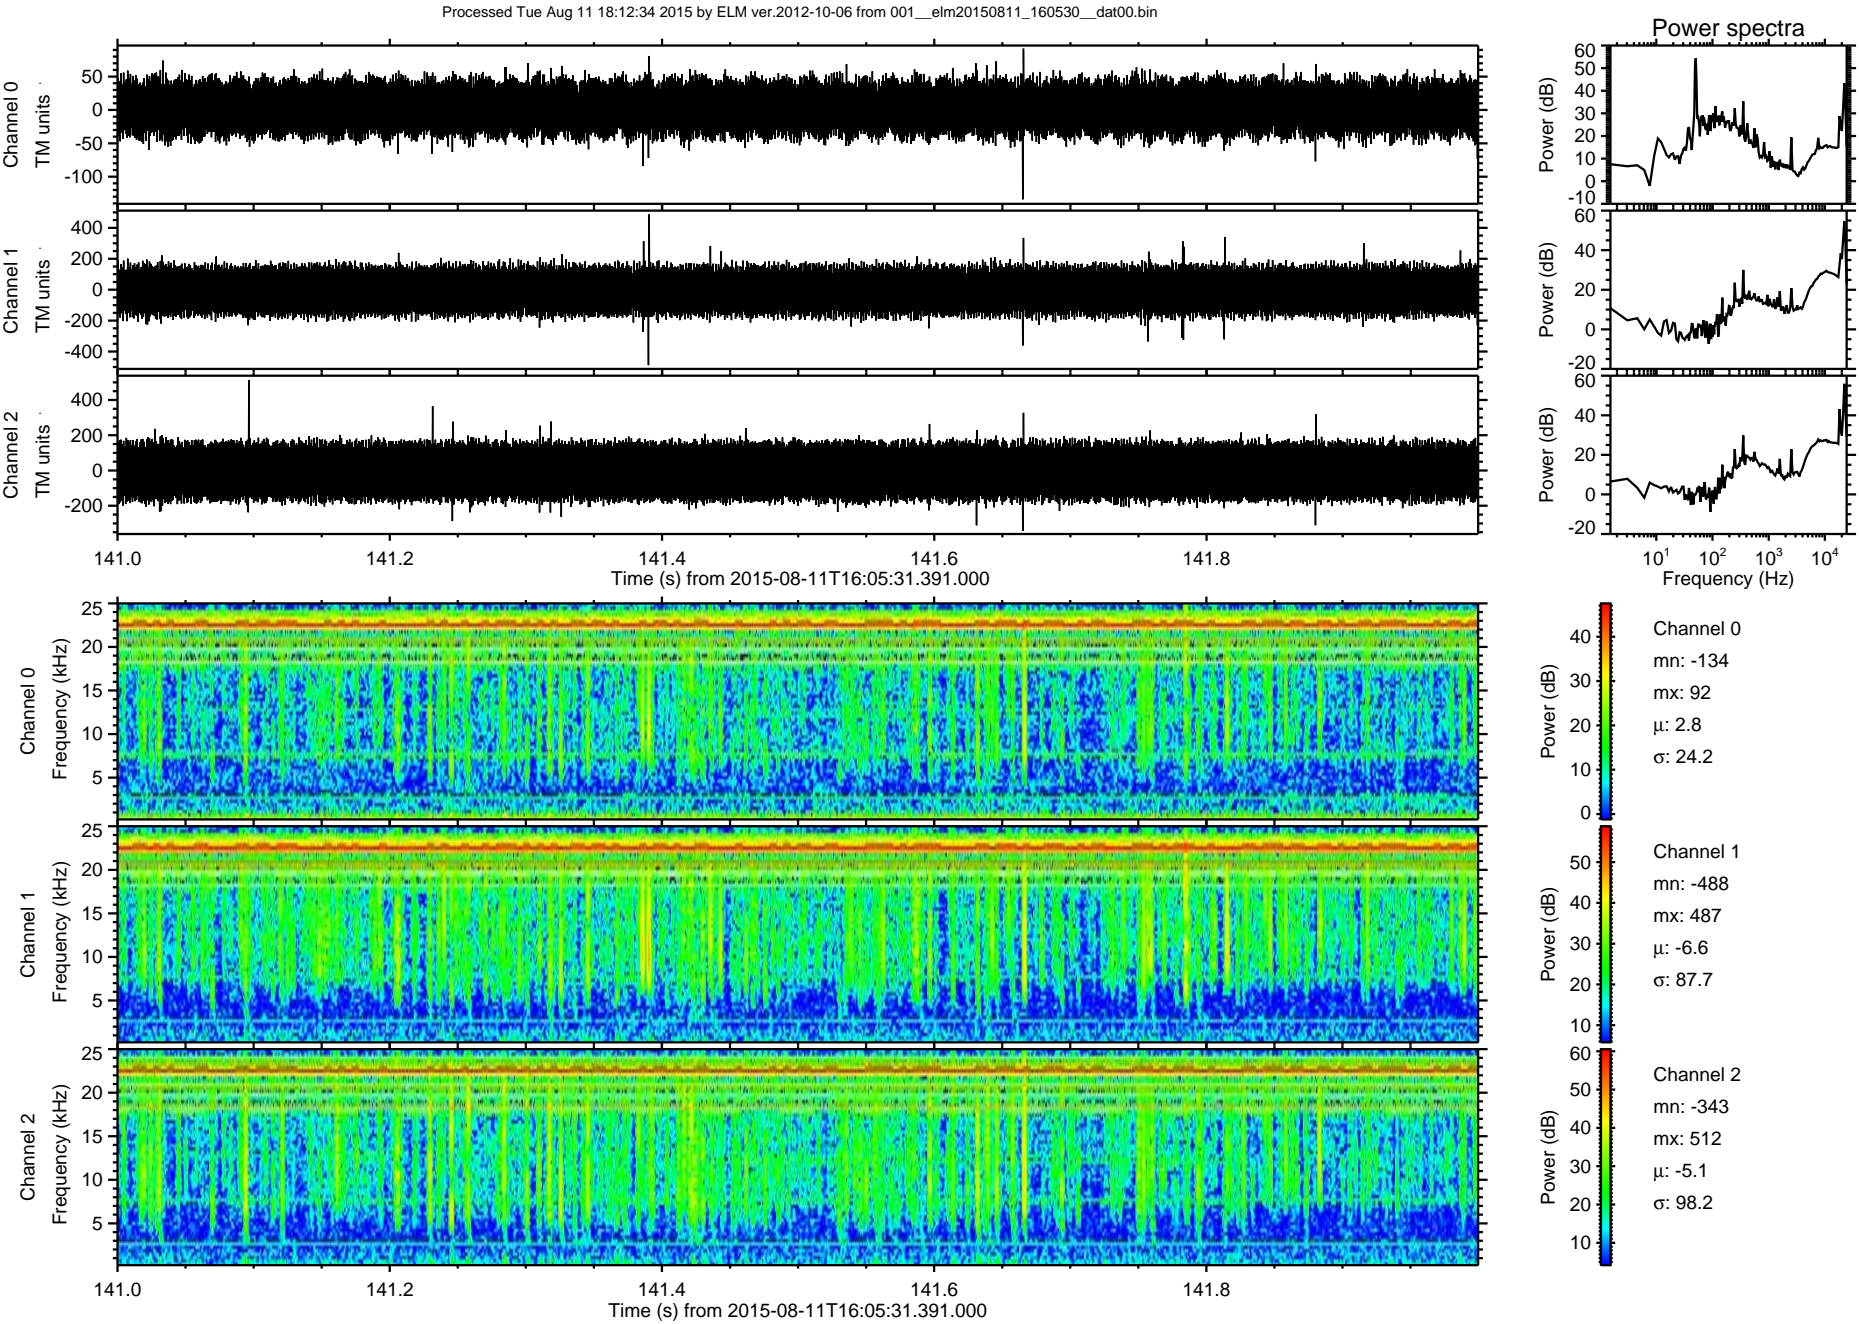 Processed Tue Aug 11 18:12:34 2015 by ELM ver.2012-10-06 from 001__elm20150811_160530__dat00.bin
Power spectra
Channel 0
TM units
50
0
-50
-100
Power (dB)
60
50
40
30
20
10
0
-10
Channel 1
TM units
400
200
0
-200
-400
Power (dB)
60
40
20
0
-20
Channel 2
TM units
400
200
0
-200
Power (dB)
60
40
20
0
-20
141.0
141.2
141.4
141.6
141.8
Time (s) from 2015-08-11T16:05:31.391.000
10¹
10²
10³
10⁴
Frequency (Hz)
Channel 0
Frequency (kHz)
25
20
15
10
5
Power (dB)
40
30
20
10
0
Channel 0
mn: -134
mx: 92
μ: 2.8
σ: 24.2
Channel 1
Frequency (kHz)
25
20
15
10
5
Power (dB)
50
40
30
20
10
Channel 1
mn: -488
mx: 487
μ: -6.6
σ: 87.7
Channel 2
Frequency (kHz)
25
20
15
10
5
Power (dB)
60
50
40
30
20
10
Channel 2
mn: -343
mx: 512
μ: -5.1
σ: 98.2
141.0
141.2
141.4
141.6
141.8
Time (s) from 2015-08-11T16:05:31.391.000